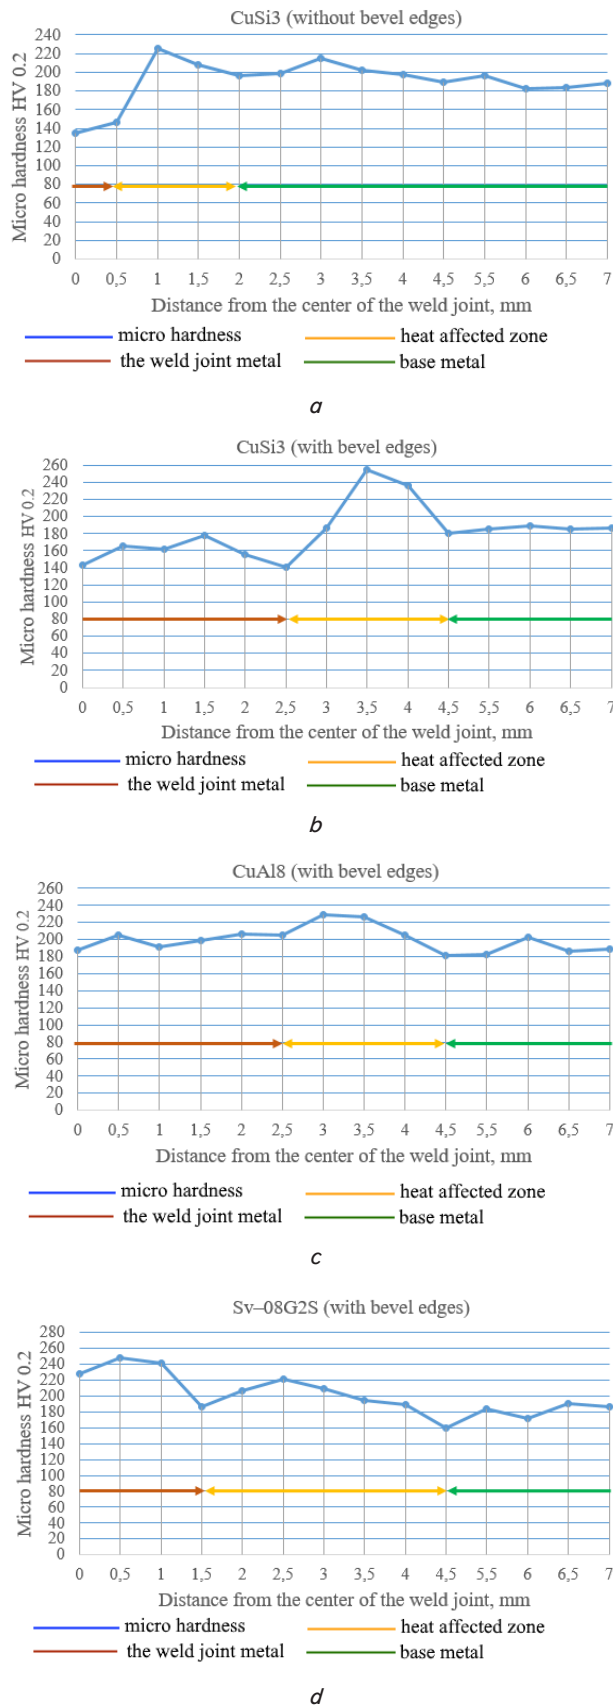 CuSi3 (without bevel edges)
Micro hardness HV 0.2
240
220
200
180
160
140
120
100
80
60
40
20
0
0 0,5 1 1,5 2 2,5 3 3,5 4 4,5 5,5 6 6,5 7
Distance from the center of the weld joint, mm
micro hardness heat affected zone
the weld joint metal base metal
a
CuSi3 (with bevel edges)
Micro hardness HV 0.2
260
240
220
200
180
160
140
120
100
80
60
40
20
0
0 0,5 1 1,5 2 2,5 3 3,5 4 4,5 5,5 6 6,5 7
Distance from the center of the weld joint, mm
micro hardness heat affected zone
the weld joint metal base metal
b
CuAl8 (with bevel edges)
Micro hardness HV 0.2
260
240
220
200
180
160
140
120
100
80
60
40
20
0
0 0,5 1 1,5 2 2,5 3 3,5 4 4,5 5,5 6 6,5 7
Distance from the center of the weld joint, mm
micro hardness heat affected zone
the weld joint metal base metal
c
Sv–08G2S (with bevel edges)
Micro hardness HV 0.2
280
260
240
220
200
180
160
140
120
100
80
60
40
20
0
0 0,5 1 1,5 2 2,5 3 3,5 4 4,5 5,5 6 6,5 7
Distance from the center of the weld joint, mm
micro hardness heat affected zone
the weld joint metal base metal
d